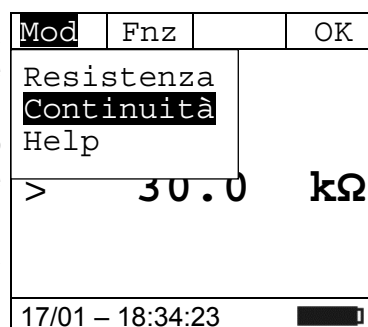 Mod Fnz OK
Resistenza
Continuità
Help
> 30.0 kΩ
17/01 – 18:34:23